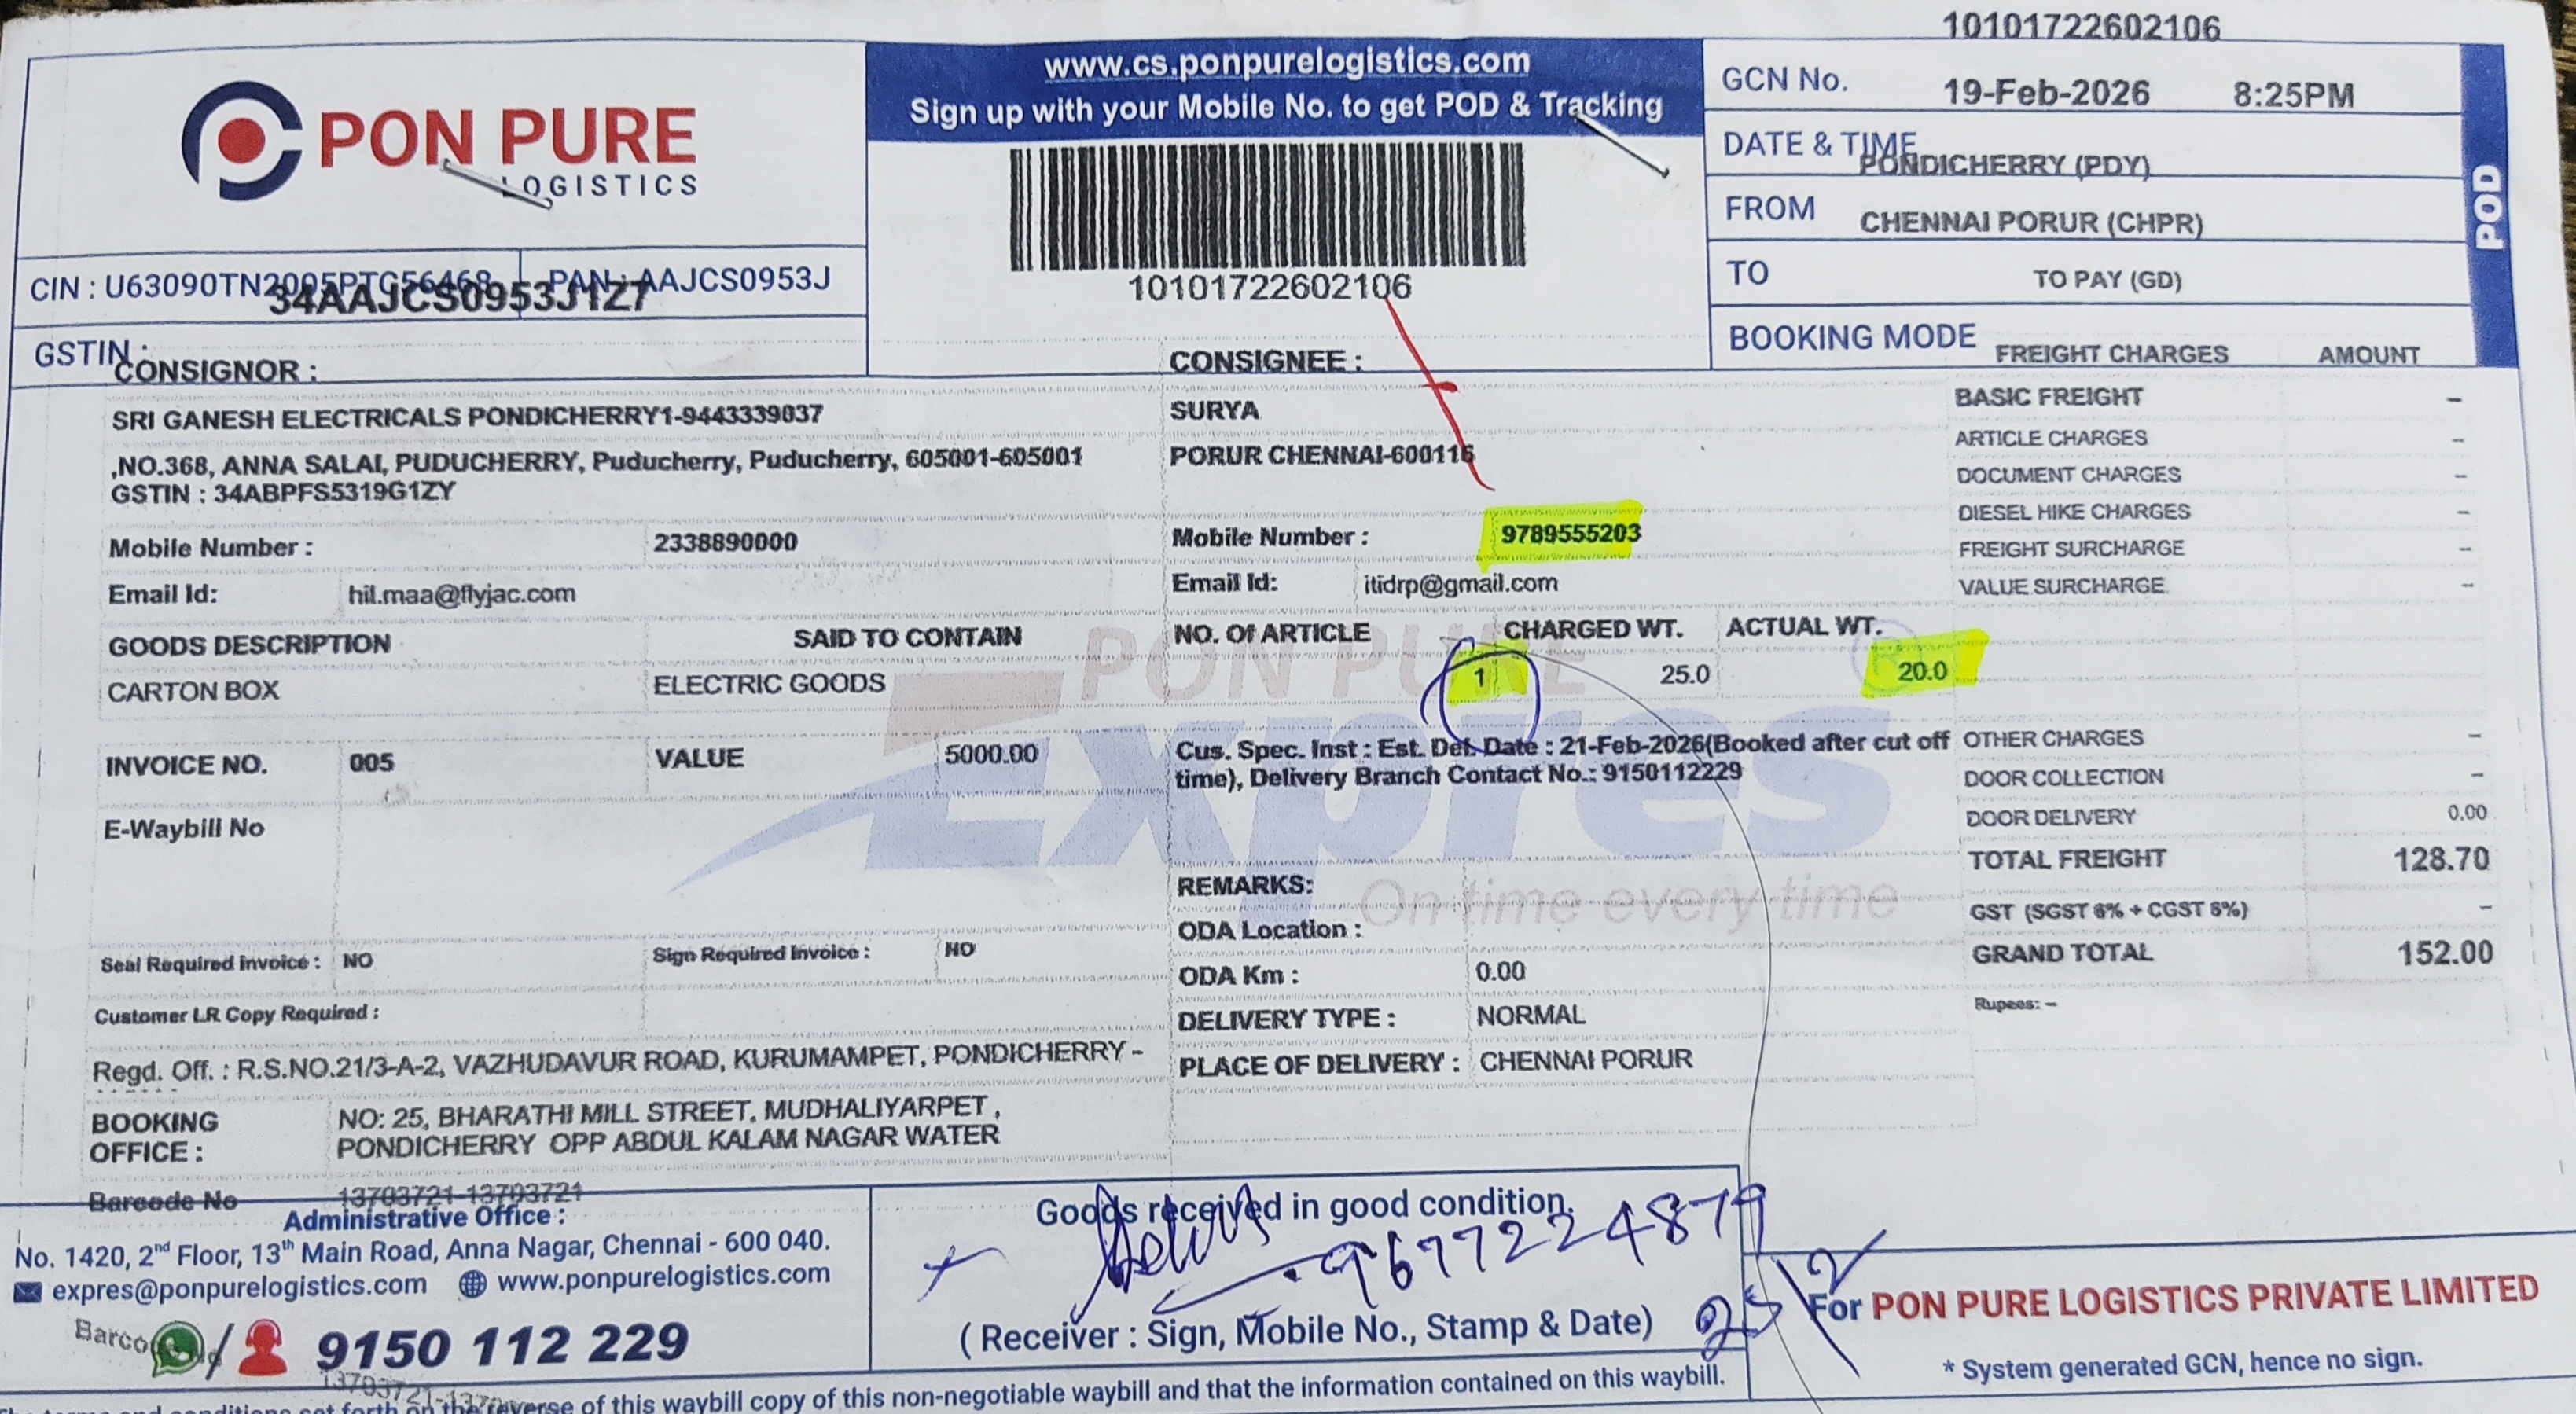 10101722602106
PON PURE
LOGISTICS
www.cs.ponpurelogistics.com
Sign up with your Mobile No. to get POD & Tracking
10101722602106
GCN No.
19-Feb-2026 8:25PM
DATE & TIME
PONDICHERRY (PDY)
FROM
CHENNAI PORUR (CHPR)
TO
TO PAY (GD)
BOOKING MODE
POD
CIN : U63090TN2005PTC56468 PAN : AAJCS0953J
34AAJCS0953J1Z7
GSTIN :
CONSIGNOR :
SRI GANESH ELECTRICALS PONDICHERRY1-9443339037
,NO.368, ANNA SALAI, PUDUCHERRY, Puducherry, Puducherry, 605001-605001
GSTIN : 34ABPFS5319G1ZY
Mobile Number : 2338890000
Email Id: hil.maa@flyjac.com
CONSIGNEE :
SURYA
PORUR CHENNAI-600116
Mobile Number : 9789555203
Email Id: itidrp@gmail.com
FREIGHT CHARGES AMOUNT
BASIC FREIGHT –
ARTICLE CHARGES –
DOCUMENT CHARGES –
DIESEL HIKE CHARGES –
FREIGHT SURCHARGE –
VALUE SURCHARGE –
GOODS DESCRIPTION SAID TO CONTAIN NO. Of ARTICLE CHARGED WT. ACTUAL WT.
CARTON BOX ELECTRIC GOODS 1 25.0 20.0
PON PURE
Expres
On time every time
INVOICE NO. 005 VALUE 5000.00
E-Waybill No
Cus. Spec. Inst : Est. Del. Date : 21-Feb-2026(Booked after cut off
time), Delivery Branch Contact No.: 9150112229
OTHER CHARGES –
DOOR COLLECTION –
DOOR DELIVERY 0.00
TOTAL FREIGHT 128.70
GRAND TOTAL 152.00
Rupees: –
REMARKS:
ODA Location :
ODA Km : 0.00
DELIVERY TYPE : NORMAL
PLACE OF DELIVERY : CHENNAI PORUR
Seal Required Invoice : NO Sign Required Invoice : NO
Customer LR Copy Required :
Regd. Off. : R.S.NO.21/3-A-2, VAZHUDAVUR ROAD, KURUMAMPET, PONDICHERRY -
BOOKING OFFICE :
NO: 25, BHARATHI MILL STREET, MUDHALIYARPET ,
PONDICHERRY OPP ABDUL KALAM NAGAR WATER
Barcode No 13703721-13703721
Administrative Office :
No. 1420, 2nd Floor, 13th Main Road, Anna Nagar, Chennai - 600 040.
expres@ponpurelogistics.com www.ponpurelogistics.com
9150 112 229
Goods received in good condition.
9677224879
(Receiver : Sign, Mobile No., Stamp & Date)
For PON PURE LOGISTICS PRIVATE LIMITED
* System generated GCN, hence no sign.
reverse of this waybill copy of this non-negotiable waybill and that the information contained on this waybill.